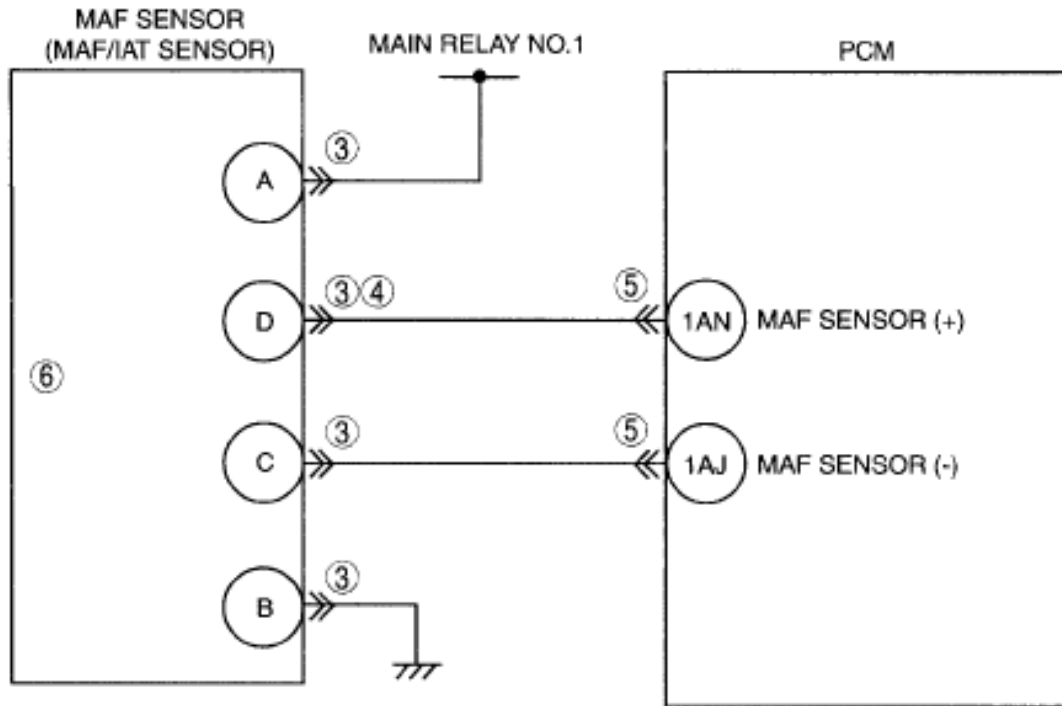 MAF SENSOR
(MAF/IAT SENSOR)
MAIN RELAY NO.1
PCM
A
③
D
③④
⑤
1AN
MAF SENSOR (+)
⑥
C
③
⑤
1AJ
MAF SENSOR (-)
B
③